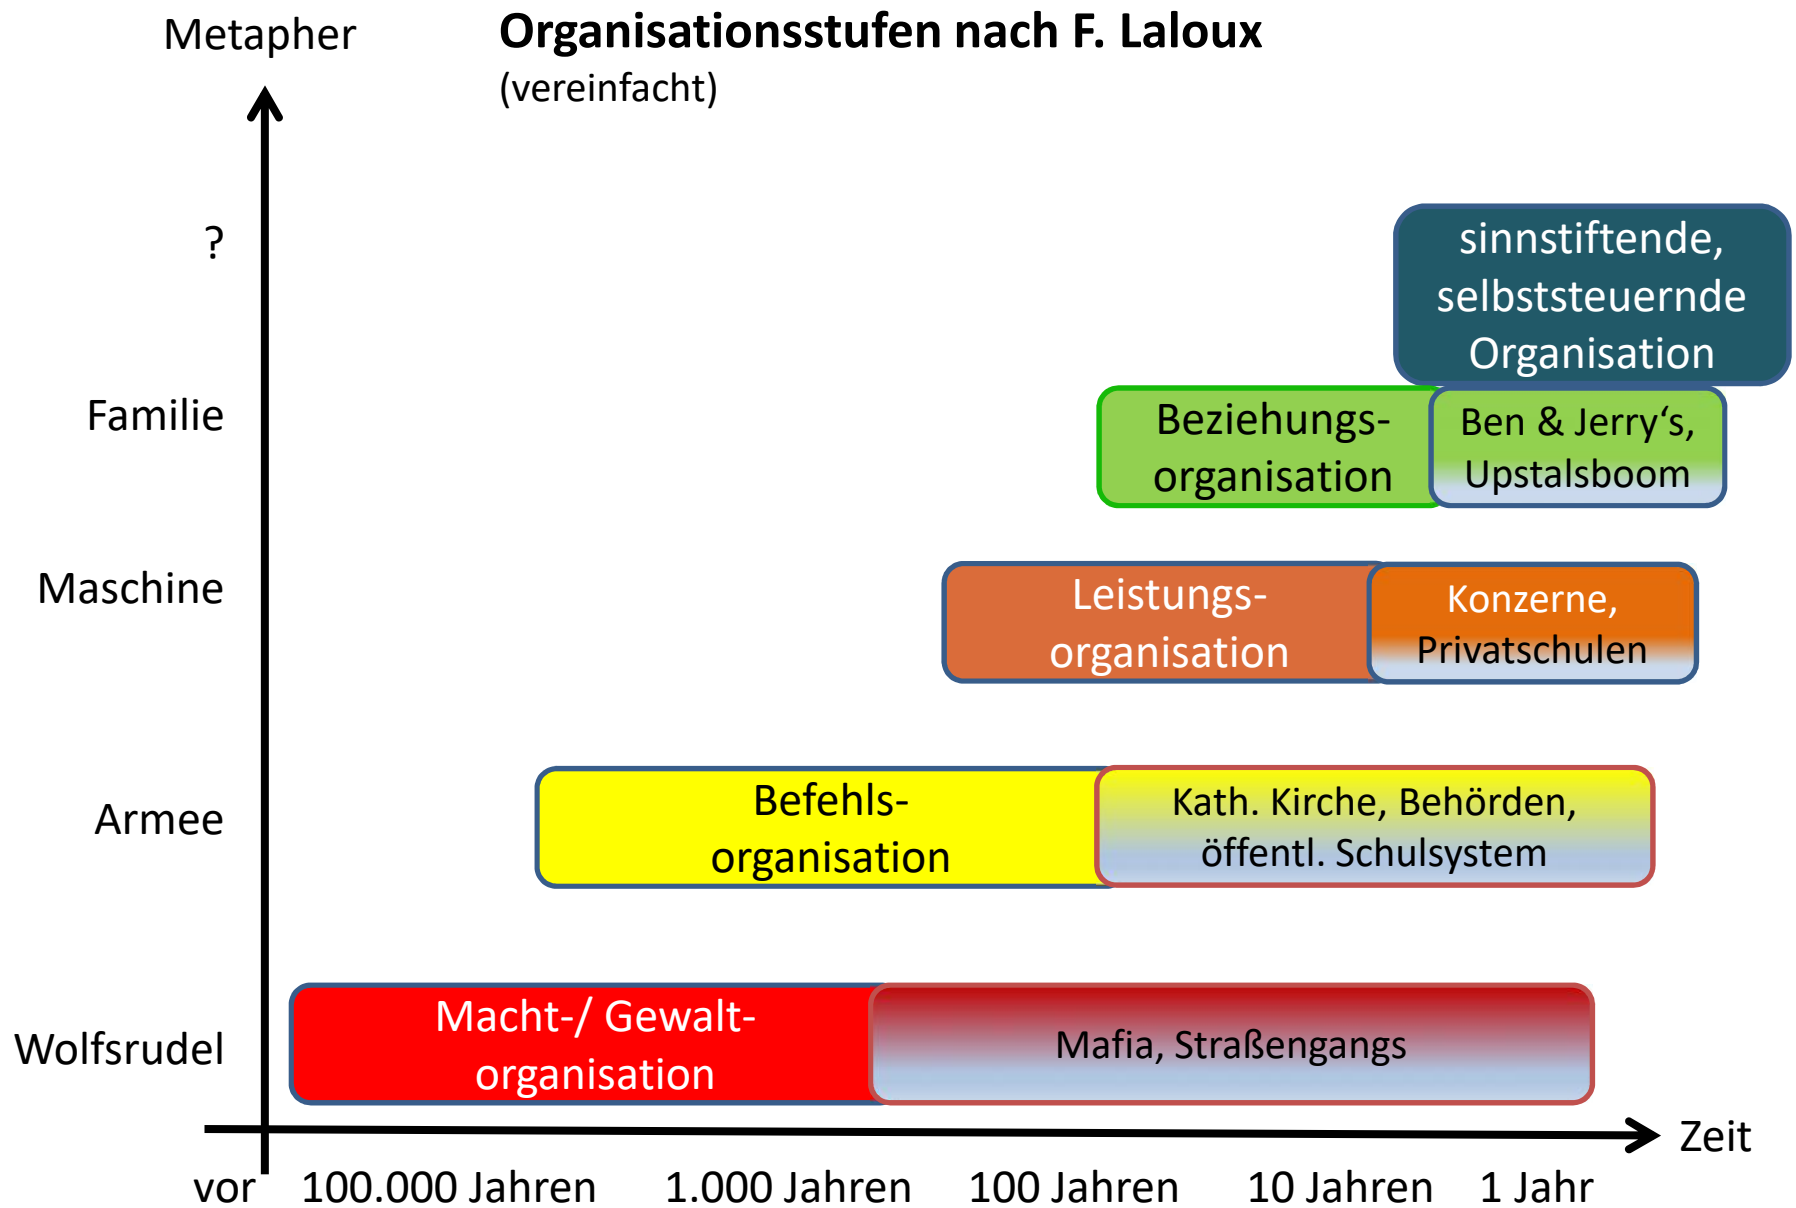 Metapher
Organisationsstufen nach F. Laloux
(vereinfacht)
?
sinnstiftende,
selbststeuernde
Organisation
Familie
Beziehungs-
organisation
Ben & Jerry‘s,
Upstalsboom
Maschine
Leistungs-
organisation
Konzerne,
Privatschulen
Armee
Befehls-
organisation
Kath. Kirche, Behörden,
öffentl. Schulsystem
Wolfsrudel
Macht-/ Gewalt-
organisation
Mafia, Straßengangs
Zeit
vor 100.000 Jahren 1.000 Jahren 100 Jahren 10 Jahren 1 Jahr